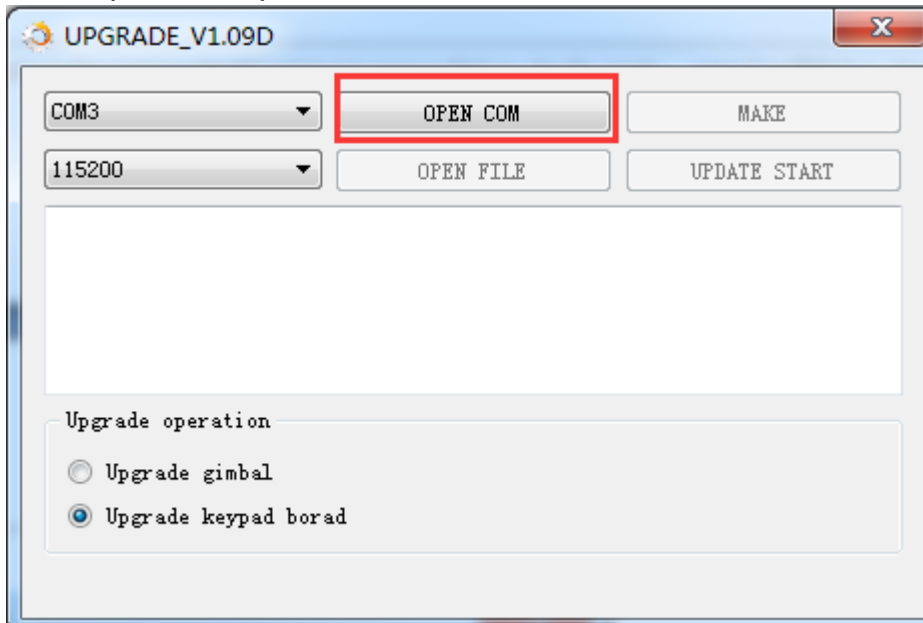 UPGRADE_V1.09D
COM3 OPEN COM MAKE
115200 OPEN FILE UPDATE START
Upgrade operation
Upgrade gimbal
Upgrade keypad borad